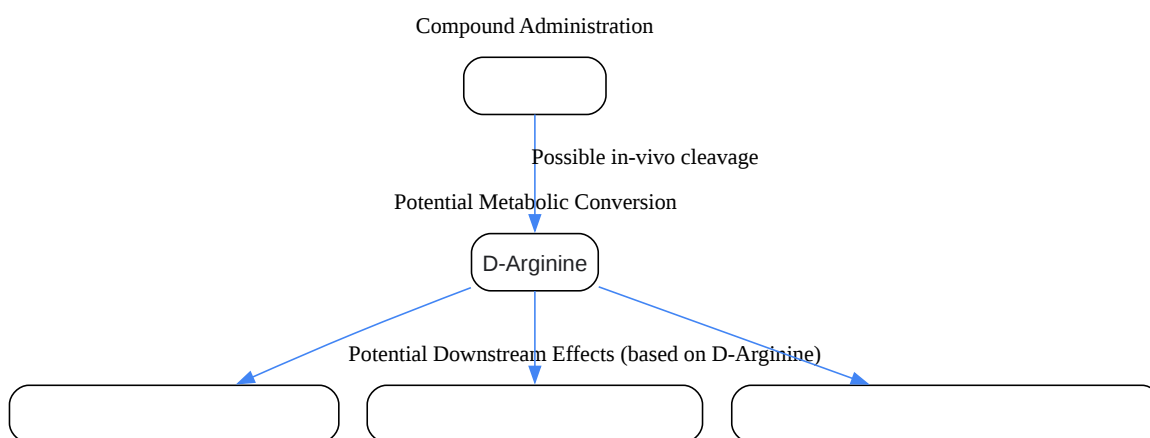 Compound Administration
Possible in-vivo cleavage
Potential Metabolic Conversion
D-Arginine
Potential Downstream Effects (based on D-Arginine)